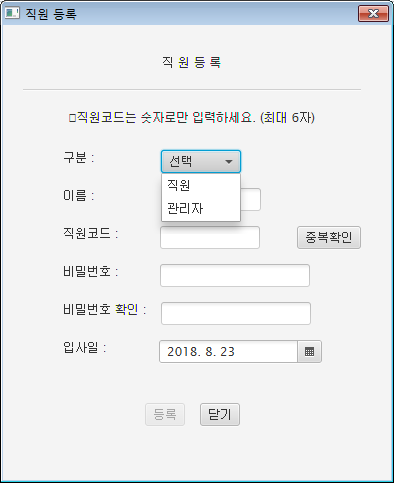 직원 등록
직 원 등 록
□직원코드는 숫자로만 입력하세요. (최대 6자)
구분 : 선택
직원
관리자
이름 :
직원코드 : 중복확인
비밀번호 :
비밀번호 확인 :
입사일 : 2018. 8. 23
등록 닫기